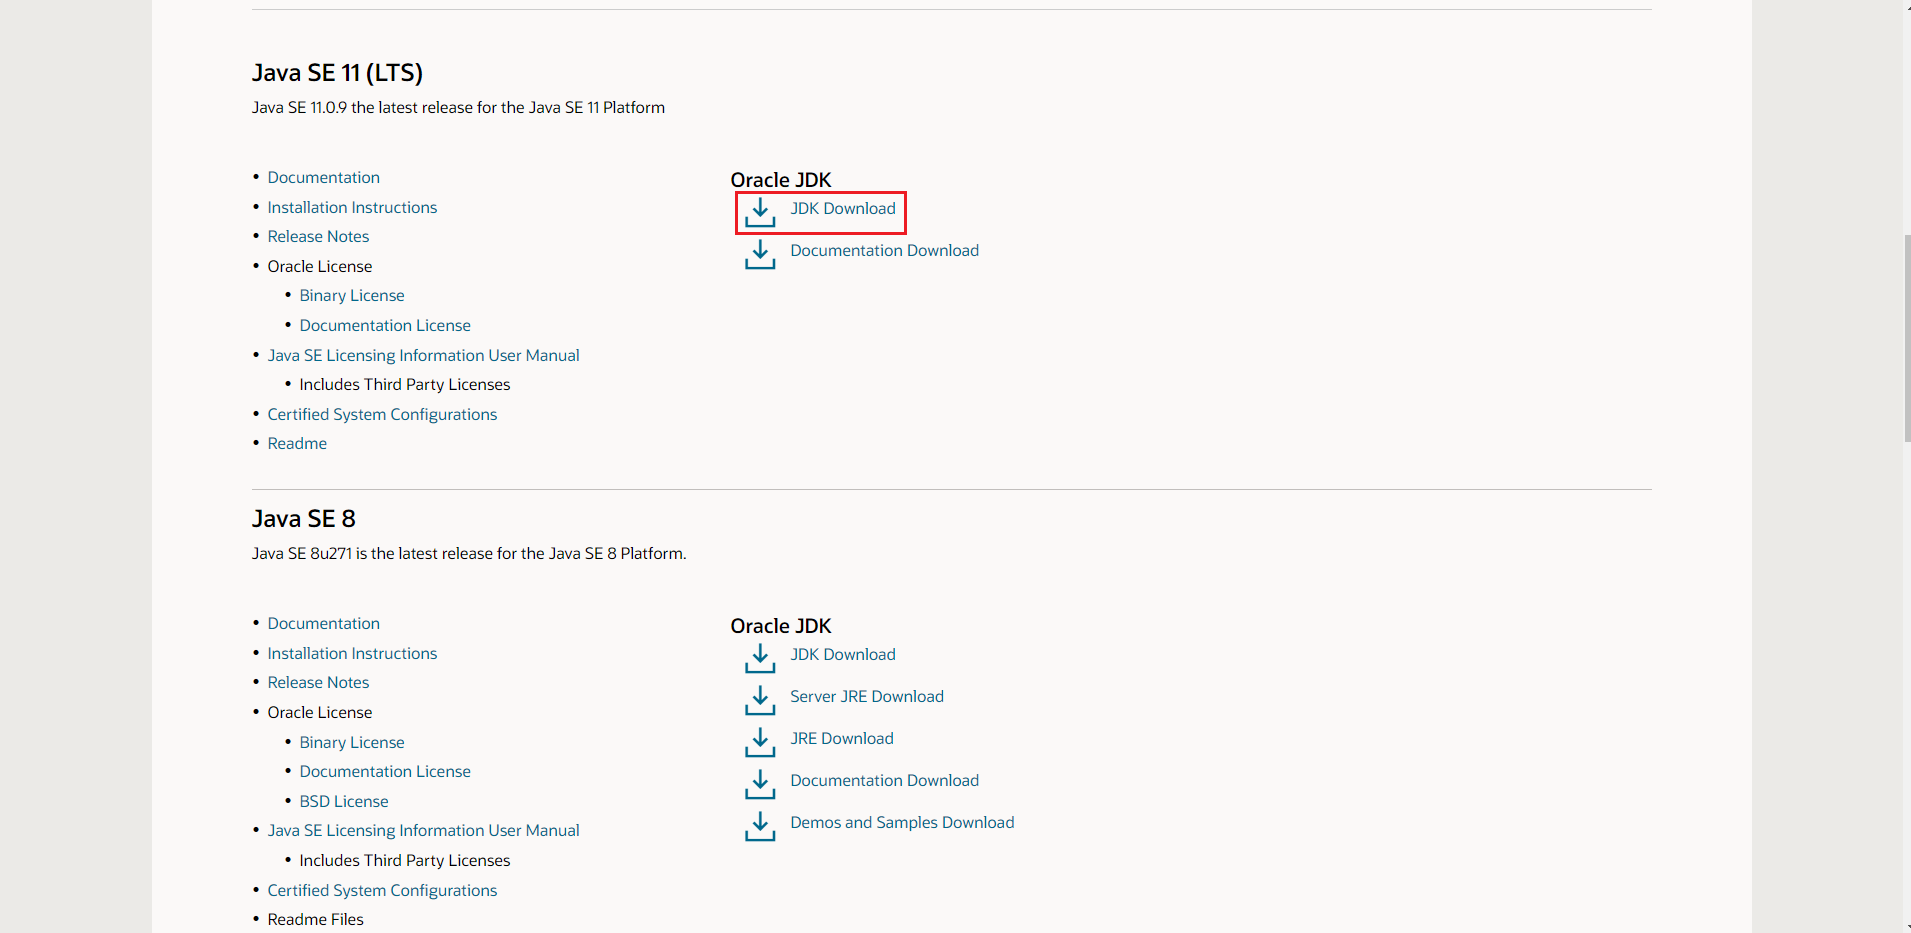 Java SE 11 (LTS)
Java SE 11.0.9 the latest release for the Java SE 11 Platform
• Documentation
• Installation Instructions
• Release Notes
• Oracle License
• Binary License
• Documentation License
• Java SE Licensing Information User Manual
• Includes Third Party Licenses
• Certified System Configurations
• Readme
Oracle JDK
JDK Download
Documentation Download
Java SE 8
Java SE 8u271 is the latest release for the Java SE 8 Platform.
• Documentation
• Installation Instructions
• Release Notes
• Oracle License
• Binary License
• Documentation License
• BSD License
• Java SE Licensing Information User Manual
• Includes Third Party Licenses
• Certified System Configurations
• Readme Files
Oracle JDK
JDK Download
Server JRE Download
JRE Download
Documentation Download
Demos and Samples Download